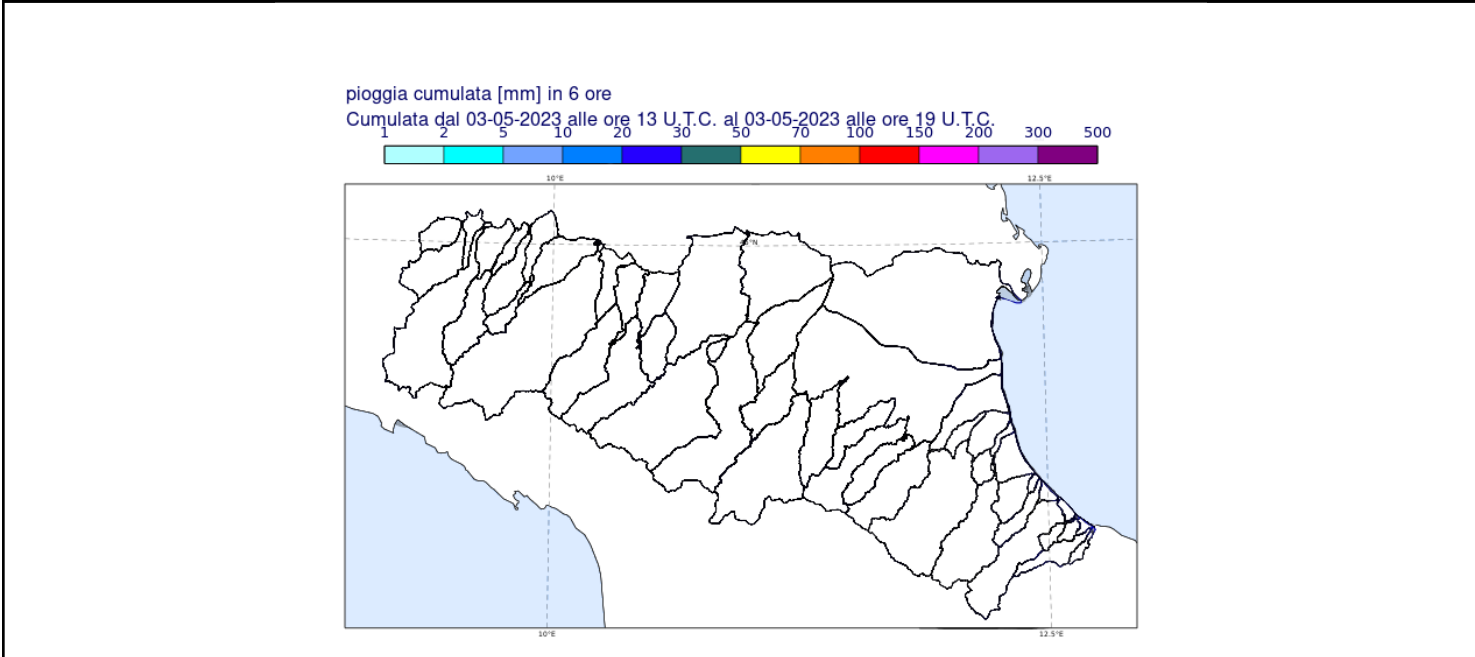 pioggia cumulata [mm] in 6 ore
Cumulata dal 03-05-2023 alle ore 13 U.T.C. al 03-05-2023 alle ore 19 U.T.C.
1 2 5 10 20 30 50 70 100 150 200 300 500
10°E 12.5°E
10°E 12.5°E